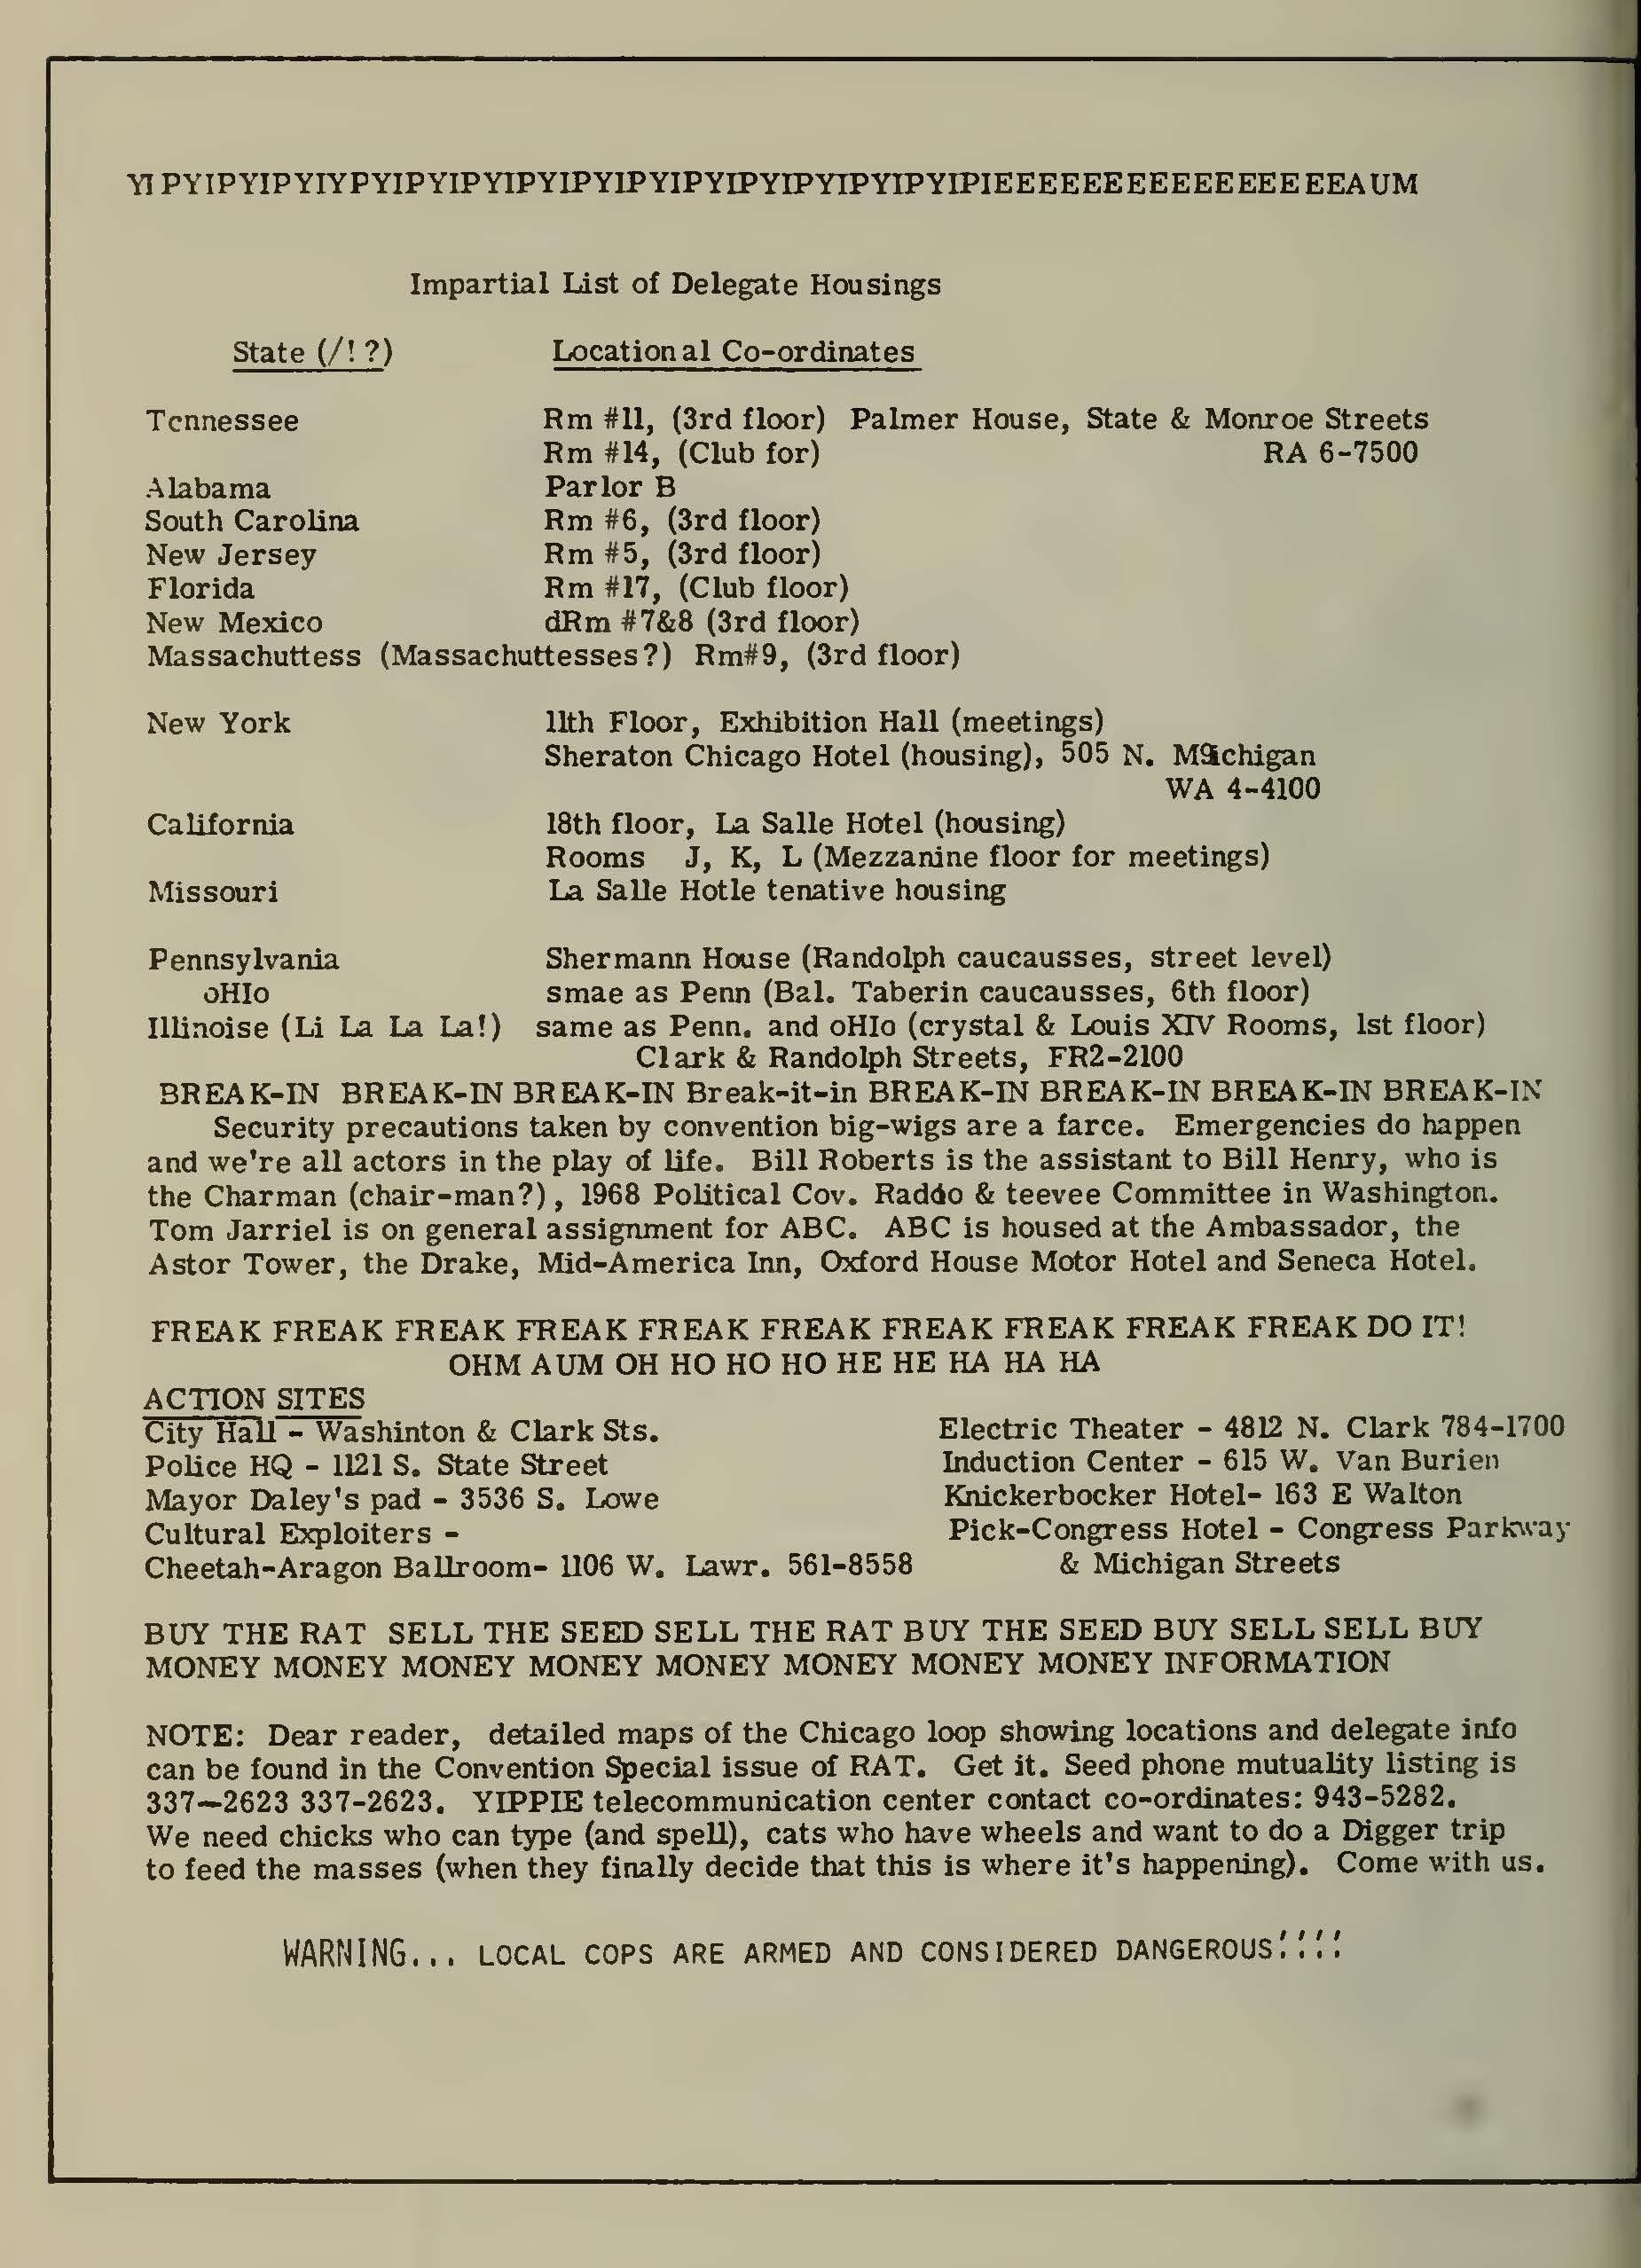 YIPYIPYIPYIYPYIPYIPYIPYIPYIPYIPYIPYIPYIPYIPYIPIEEEEEEEEEEEEEEEEEAUM
Impartial List of Delegate Housings
State (/!?) Locational Co-ordinates
Tennessee Rm #11, (3rd floor) Palmer House, State & Monroe Streets
Rm #14, (Club for) RA 6-7500
Alabama Parlor B
South Carolina Rm #6, (3rd floor)
New Jersey Rm #5, (3rd floor)
Florida Rm #17, (Club floor)
New Mexico dRm #7&8 (3rd floor)
Massachuttess (Massachuttesses?) Rm#9, (3rd floor)
New York 11th Floor, Exhibition Hall (meetings)
Sheraton Chicago Hotel (housing), 505 N. Michigan
WA 4-4100
California 18th floor, La Salle Hotel (housing)
Rooms J, K, L (Mezzanine floor for meetings)
Missouri La Salle Hotle tenative housing
Pennsylvania Shermann House (Randolph caucausses, street level)
oHIo smae as Penn (Bal. Taberin caucausses, 6th floor)
Illinoise (Li La La La!) same as Penn. and oHIo (crystal & Louis XIV Rooms, 1st floor)
Clark & Randolph Streets, FR2-2100
BREAK-IN BREAK-IN BREAK-IN Break-it-in BREAK-IN BREAK-IN BREAK-IN BREAK-IN
Security precautions taken by convention big-wigs are a farce. Emergencies do happen
and we're all actors in the play of life. Bill Roberts is the assistant to Bill Henry, who is
the Charman (chair-man?), 1968 Political Cov. Raddo & teevee Committee in Washington.
Tom Jarriel is on general assignment for ABC. ABC is housed at the Ambassador, the
Astor Tower, the Drake, Mid-America Inn, Oxford House Motor Hotel and Seneca Hotel.
FREAK FREAK FREAK FREAK FREAK FREAK FREAK FREAK FREAK FREAK DO IT!
OHM AUM OH HO HO HO HE HE HA HA HA
ACTION SITES
City Hall - Washinton & Clark Sts. Electric Theater - 4812 N. Clark 784-1700
Police HQ - 1121 S. State Street Induction Center - 615 W. Van Burien
Mayor Daley's pad - 3536 S. Lowe Knickerbocker Hotel- 163 E Walton
Cultural Exploiters - Pick-Congress Hotel - Congress Parkway
Cheetah-Aragon Ballroom- 1106 W. Lawr. 561-8558 & Michigan Streets
BUY THE RAT SELL THE SEED SELL THE RAT BUY THE SEED BUY SELL SELL BUY
MONEY MONEY MONEY MONEY MONEY MONEY MONEY MONEY INFORMATION
NOTE: Dear reader, detailed maps of the Chicago loop showing locations and delegate info
can be found in the Convention Special issue of RAT. Get it. Seed phone mutuality listing is
337--2623 337-2623. YIPPIE telecommunication center contact co-ordinates: 943-5282.
We need chicks who can type (and spell), cats who have wheels and want to do a Digger trip
to feed the masses (when they finally decide that this is where it's happening). Come with us.
WARNING... LOCAL COPS ARE ARMED AND CONSIDERED DANGEROUS!!!!